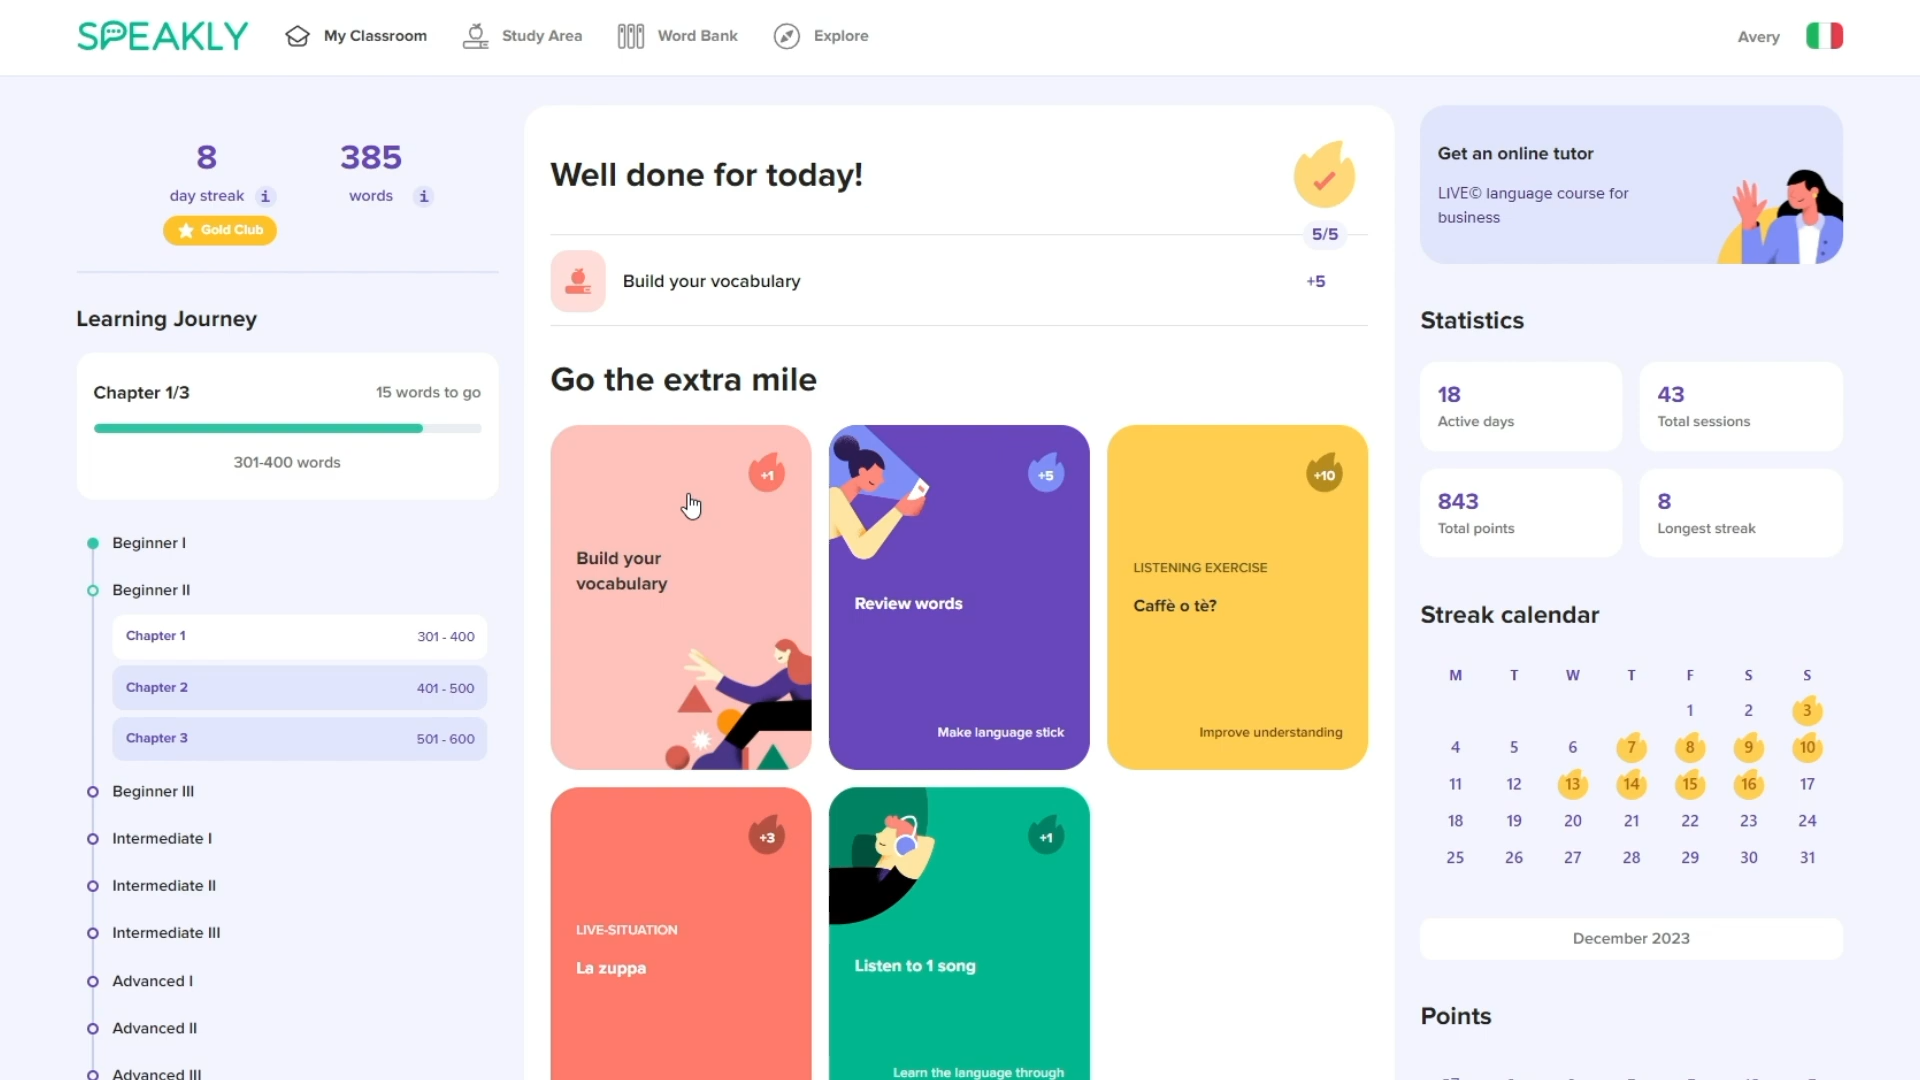 SPEAKLY
My Classroom
Study Area
Word Bank
Explore
Avery
8
day streak i
Gold Club
385
words i
Learning Journey
Chapter 1/3
15 words to go
301-400 words
Beginner I
Beginner II
Chapter 1
301 - 400
Chapter 2
401 - 500
Chapter 3
501 - 600
Beginner III
Intermediate I
Intermediate II
Intermediate III
Advanced I
Advanced II
Advanced III
Well done for today!
5/5
Build your vocabulary
+5
Go the extra mile
+1
Build your
vocabulary
+5
Review words
Make language stick
+10
LISTENING EXERCISE
Caffè o tè?
Improve understanding
+3
LIVE-SITUATION
La zuppa
+1
Listen to 1 song
Learn the language through
Get an online tutor
LIVE© language course for
business
Statistics
18
Active days
43
Total sessions
843
Total points
8
Longest streak
Streak calendar
M T W T F S S
1 2 3
4 5 6 7 8 9 10
11 12 13 14 15 16 17
18 19 20 21 22 23 24
25 26 27 28 29 30 31
December 2023
Points